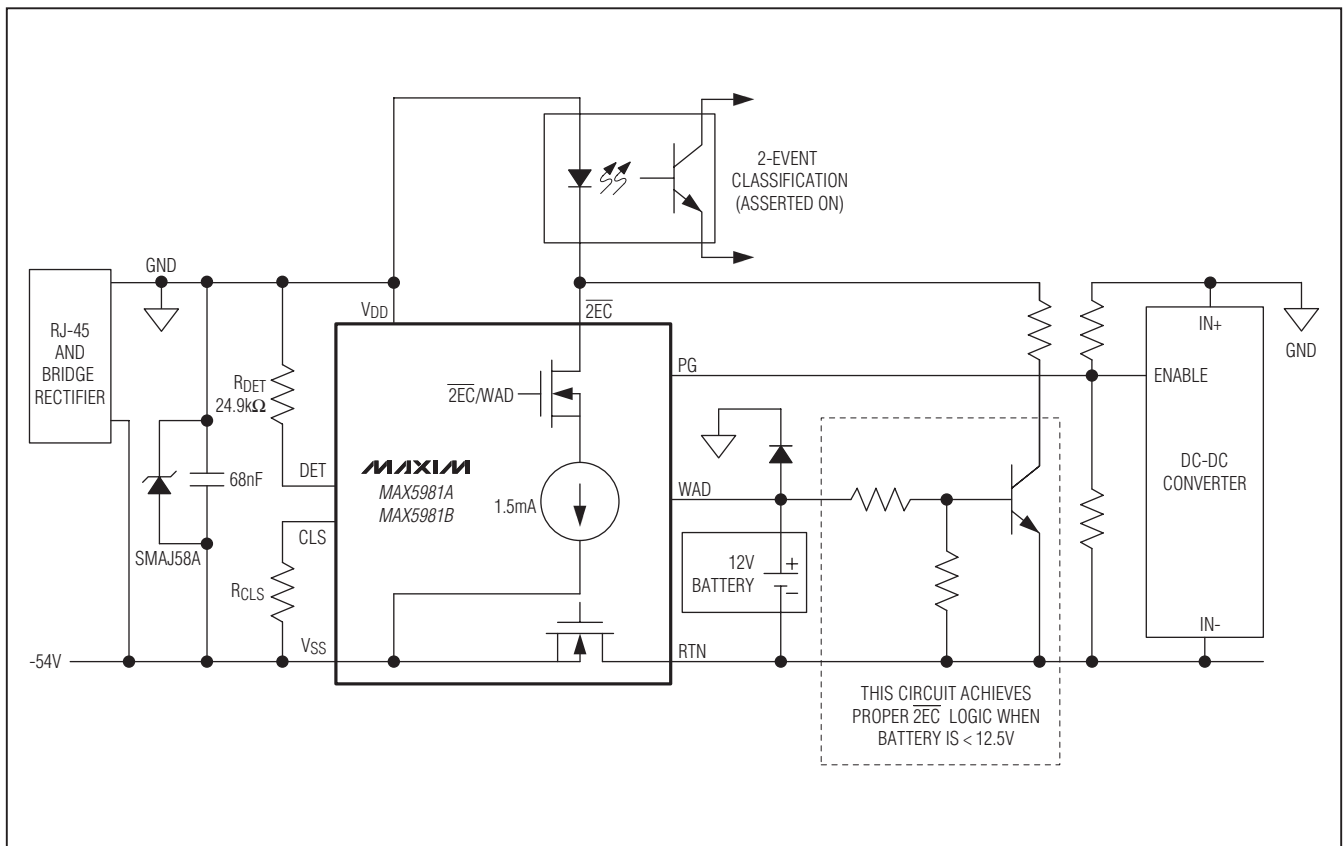 2-EVENT
CLASSIFICATION
(ASSERTED ON)
GND
RJ-45
AND
BRIDGE
RECTIFIER
VDD
2EC
IN+
GND
PG
ENABLE
RDET
24.9kΩ
2EC/WAD
DC-DC
CONVERTER
DET
68nF
MAXIM
MAX5981A
MAX5981B
1.5mA
WAD
CLS
SMAJ58A
12V
BATTERY
+
−
RCLS
IN-
-54V
VSS
RTN
THIS CIRCUIT ACHIEVES
PROPER 2EC LOGIC WHEN
BATTERY IS < 12.5V